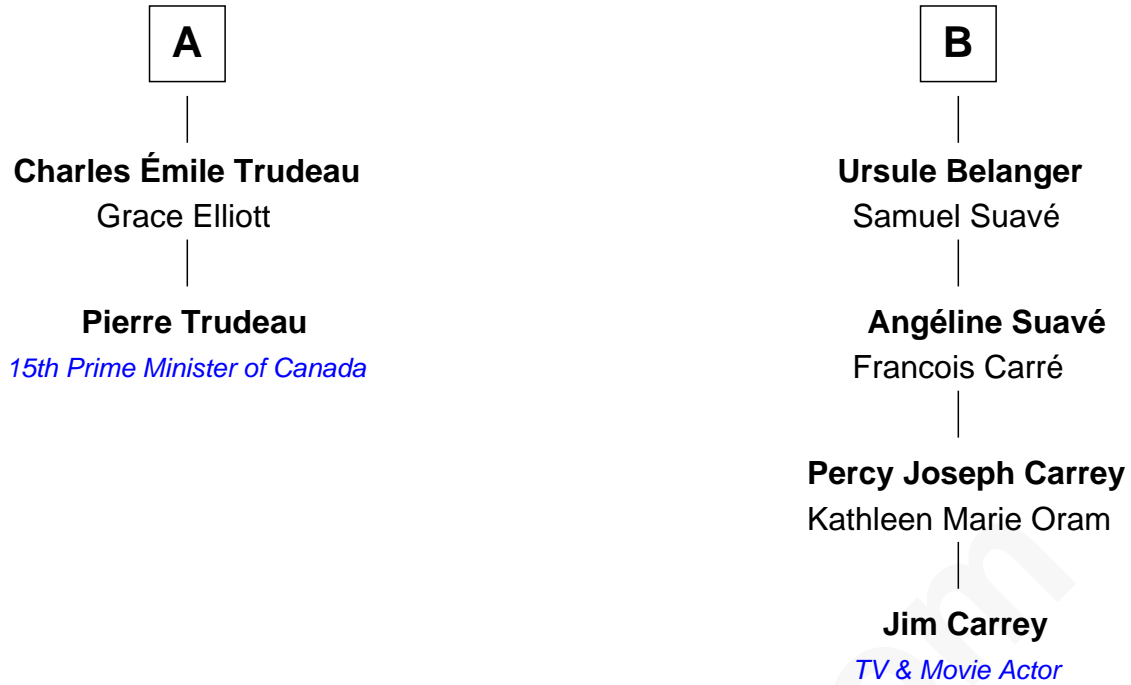 A
Charles Émile Trudeau
Grace Elliott
Pierre Trudeau
15th Prime Minister of Canada
B
Ursule Belanger
Samuel Suavé
Angéline Suavé
Francois Carré
Percy Joseph Carrey
Kathleen Marie Oram
Jim Carrey
TV & Movie Actor